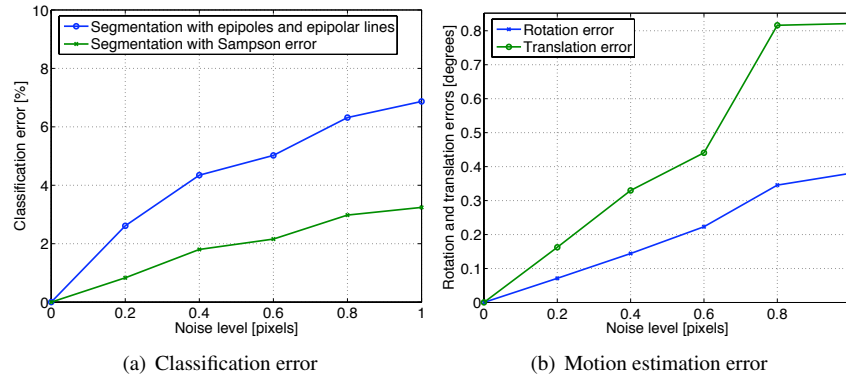 Classification error [%]
10
8
6
4
2
0
Segmentation with epipoles and epipolar lines
Segmentation with Sampson error
0 0.2 0.4 0.6 0.8 1
Noise level [pixels]
(a) Classification error
Rotation and translation errors [degrees]
0.8
0.7
0.6
0.5
0.4
0.3
0.2
0.1
0
Rotation error
Translation error
0 0.2 0.4 0.6 0.8
Noise level [pixels]
(b) Motion estimation error